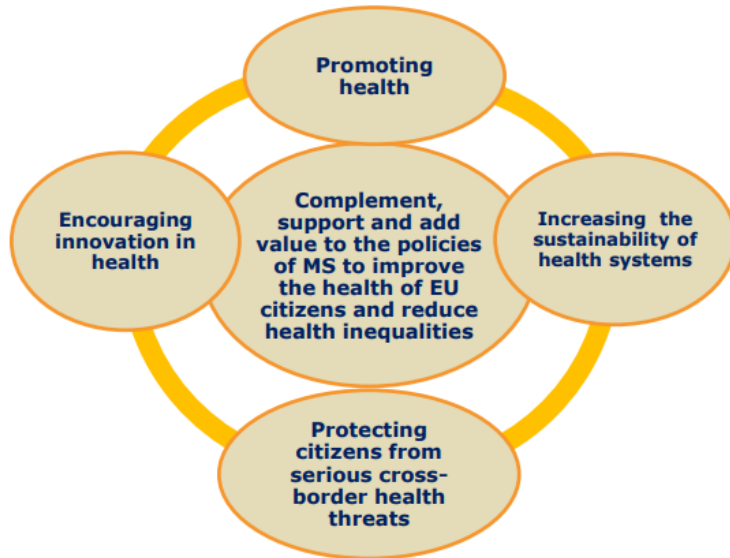 Promoting
health
Encouraging
innovation in
health
Complement,
support and add
value to the policies
of MS to improve
the health of EU
citizens and reduce
health inequalities
Increasing the
sustainability of
health systems
Protecting
citizens from
serious cross-
border health
threats